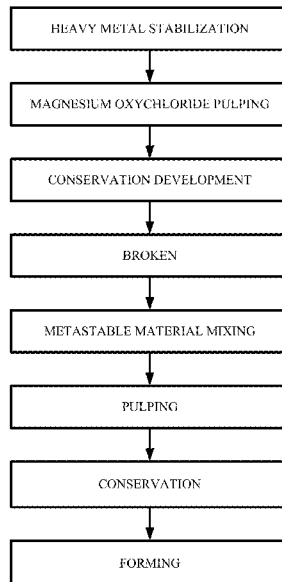 HEAVY METAL STABILIZATION
MAGNESIUM OXYCHLORIDE PULPING
CONSERVATION DEVELOPMENT
BROKEN
METASTABLE MATERIAL MIXING
PULPING
CONSERVATION
FORMING